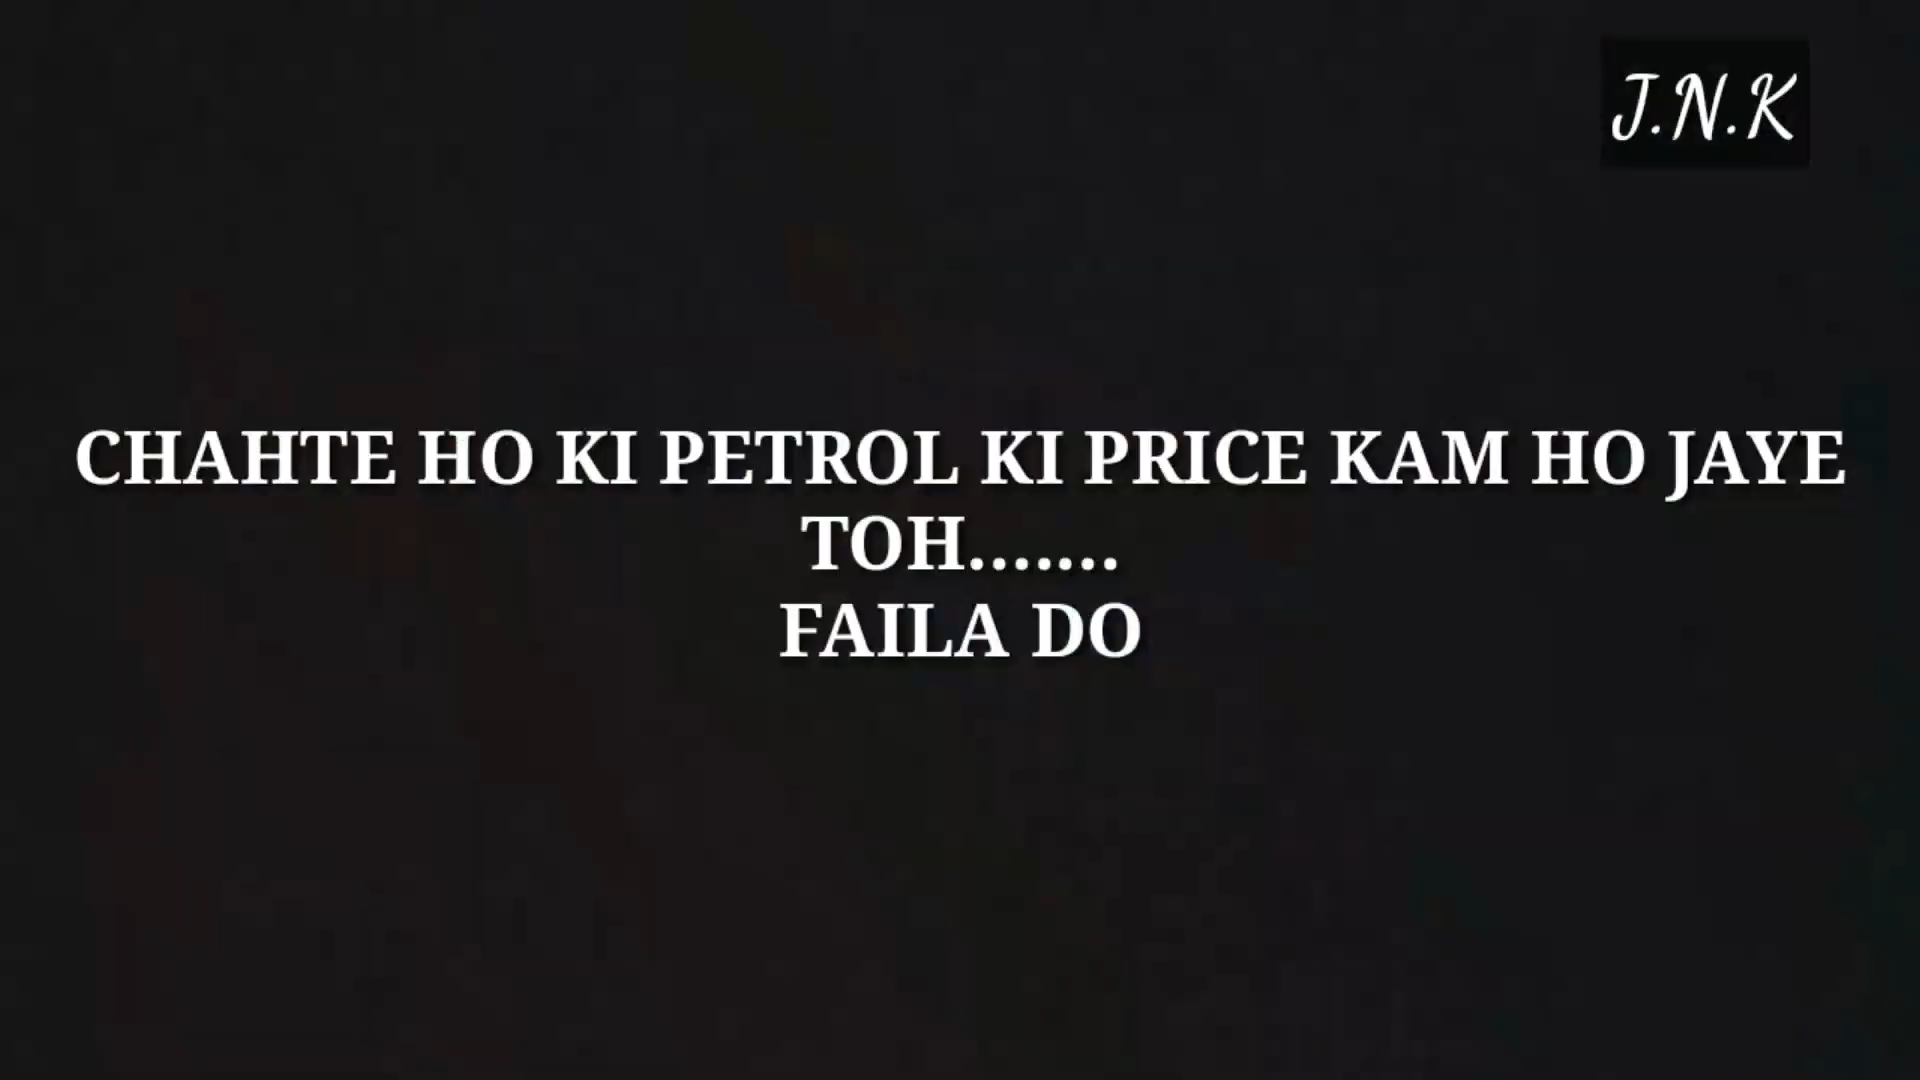 J.N.K
CHAHTE HO KI PETROL KI PRICE KAM HO JAYE
TOH.......
FAILA DO